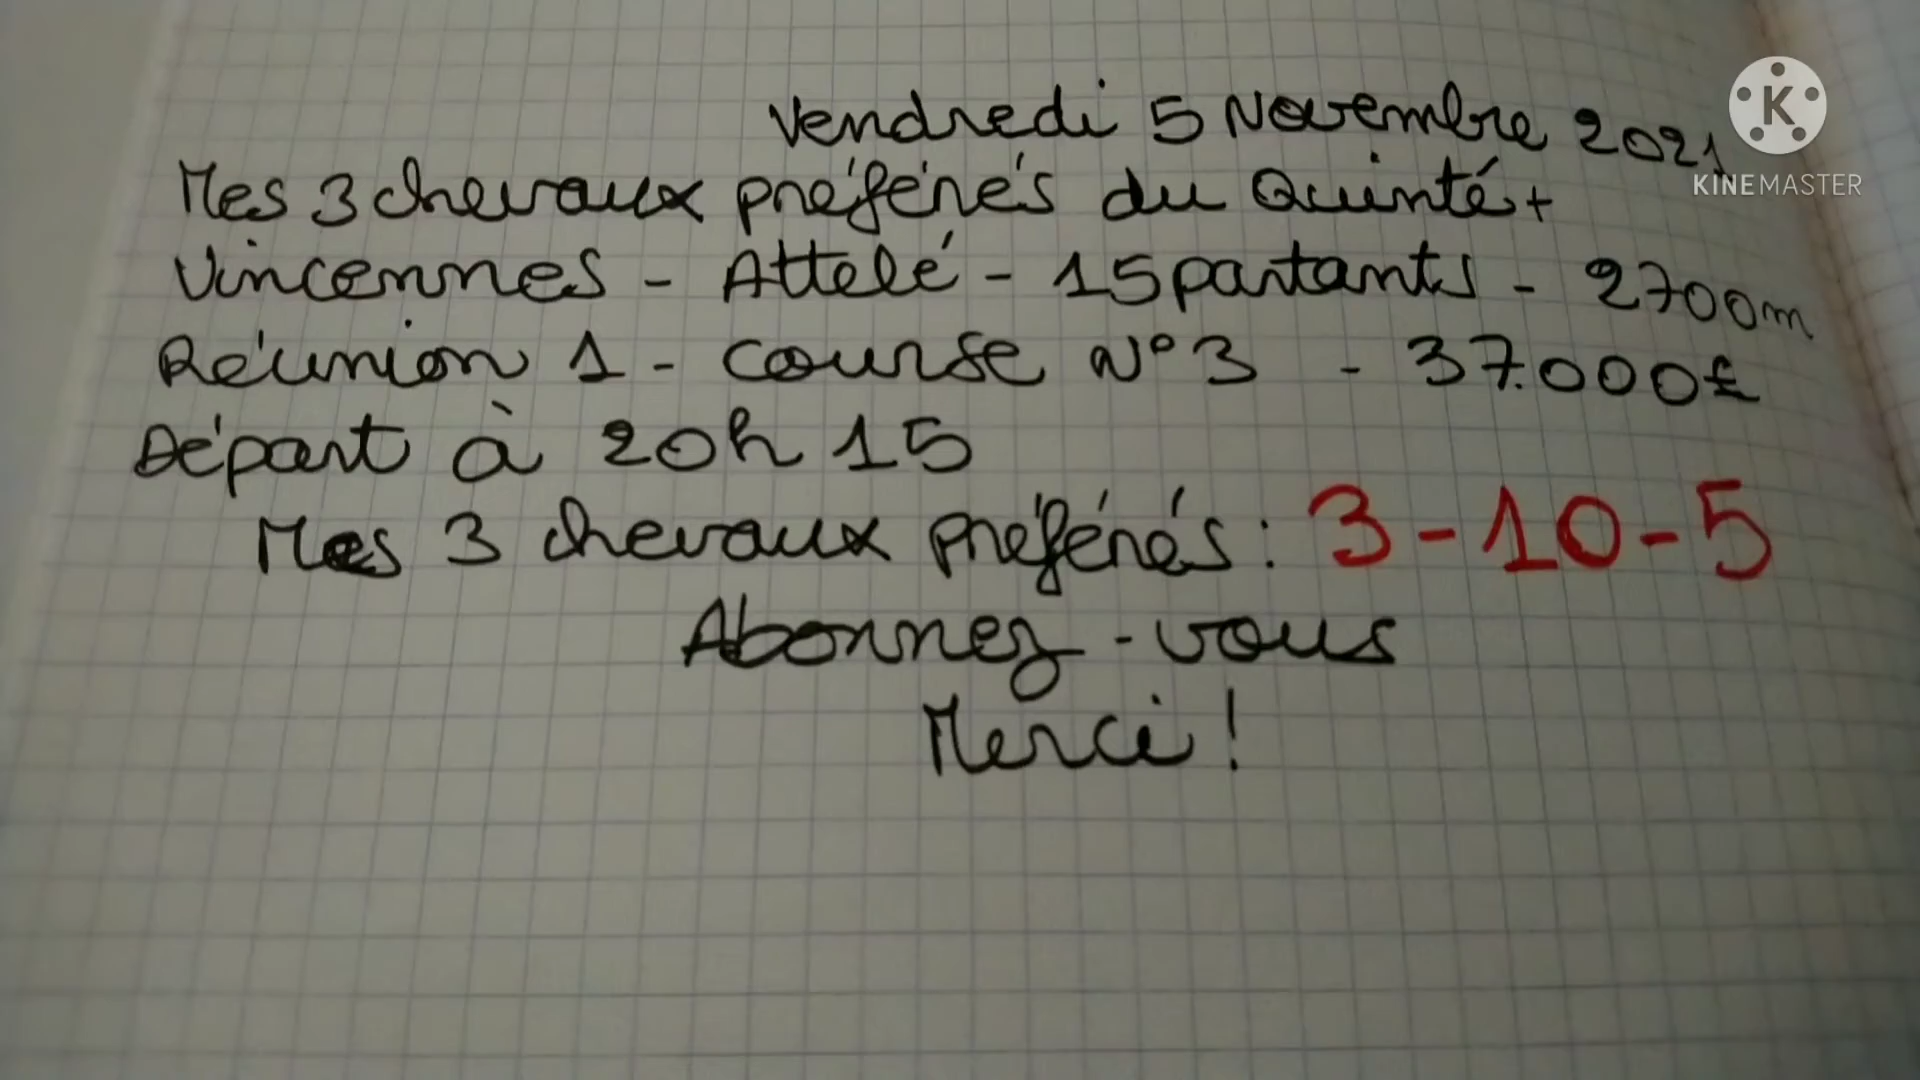 Vendredi 5 Novembre 2021
Mes 3 chevaux préférés du Quinté+
Vincennes - Attelé - 15 partants - 2700m
Réunion 1 - Course N°3 - 37.000€
Départ à 20h15
Mes 3 chevaux préférés : 3-10-5
Abonnez-vous
Merci !
K
KINEMASTER